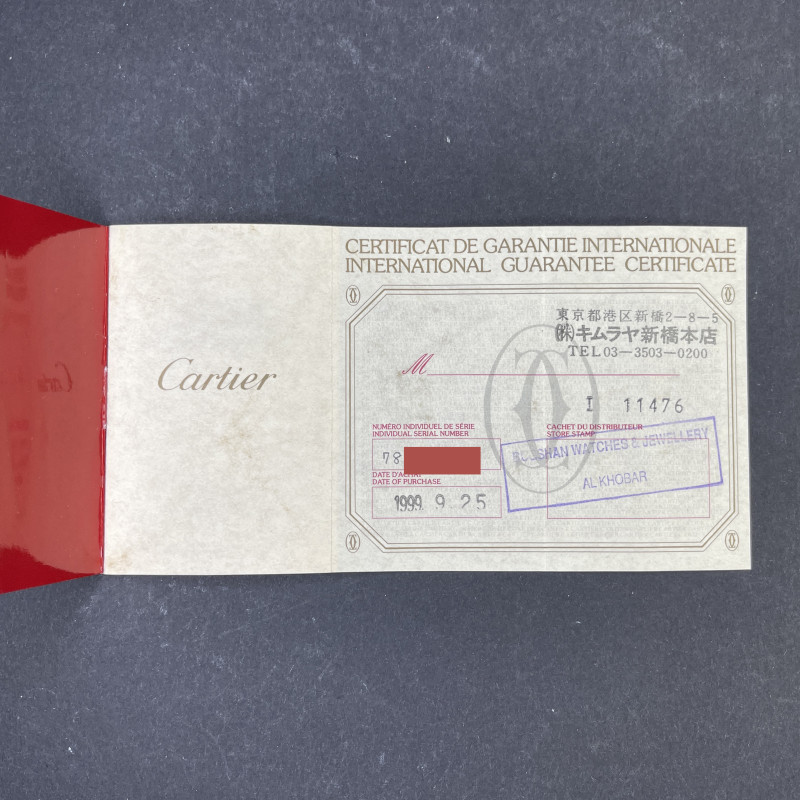 Cartier
CERTIFICAT DE GARANTIE INTERNATIONALE
INTERNATIONAL GUARANTEE CERTIFICATE
東京都港区新橋2-8-5
㈱キムラヤ新橋本店
TEL 03-3503-0200
M
I 11476
NUMÉRO INDIVIDUEL DE SÉRIE
INDIVIDUAL SERIAL NUMBER
78
CACHET DU DISTRIBUTEUR
STORE STAMP
WATCHES & JEWELLERY
AL KHOBAR
DATE D'ACHAT
DATE OF PURCHASE
1999 9 25